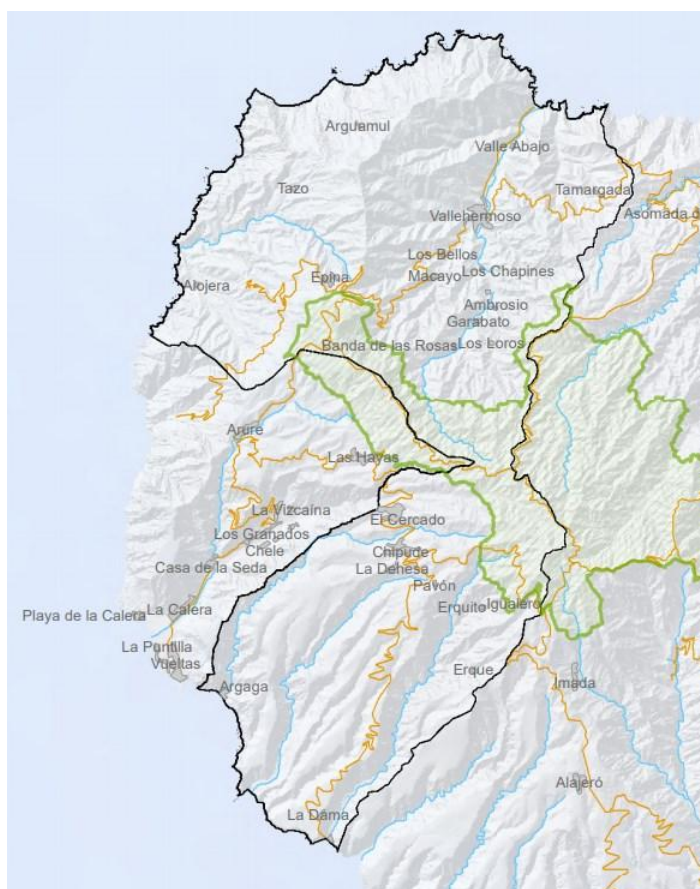 Arguamul
Valle Abajo
Tazo
Tamargada
Vallehermoso
Los Bellos
Macayo
Los Chapines
Epina
Alojera
Ambrosio
Garabato
Banda de las Rosas
Los Loros
Arure
Las Hayas
La Vizcaína
El Cercado
Los Granados
Chele
Chipude
Casa de la Seda
La Dehesa
Pavón
Playa de la Calera
La Calera
Erquito
Igualero
La Puntilla
Vueltas
Erque
Imada
Argaga
Alajeró
La Dama